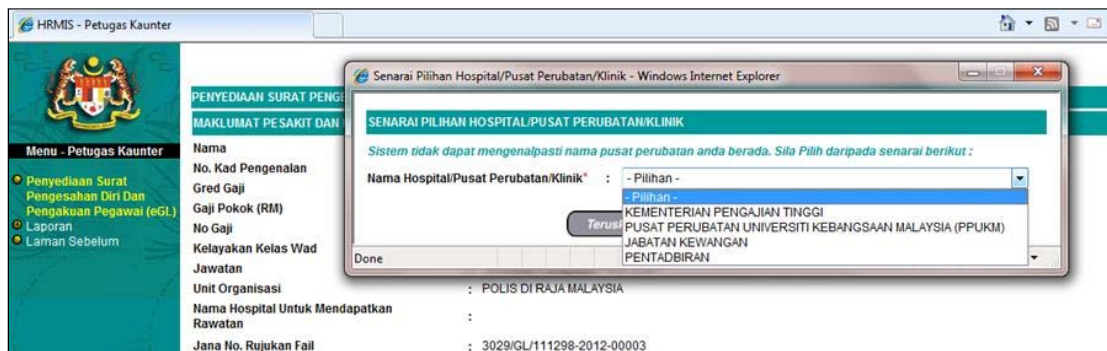 HRMIS - Petugas Kaunter
Senarai Pilihan Hospital/Pusat Perubatan/Klinik - Windows Internet Explorer
PENYEDIAAN SURAT
MAKLUMAT PESAKIT DAN
SENARAI PILIHAN HOSPITAL/PUSAT PERUBATAN/KLINIK
Menu - Petugas Kaunter
Sistem tidak dapat mengenalpasti nama pusat perubatan anda berada. Sila Pilih daripada senarai berikut :
Nama Hospital/Pusat Perubatan/Klinik* : - Pilihan -
- Pilihan -
KEMENTERIAN PENGAJIAN TINGGI
PUSAT PERUBATAN UNIVERSITI KEBANGSAAN MALAYSIA (PPUKM)
JABATAN KEWANGAN
PENTADBIRAN
Done
Penyediaan Surat
Pengesahan Diri Dan
Pengakuan Pegawai (eGL)
Laporan
Laman Sebelum
Nama
No. Kad Pengenalan
Gred Gaji
Gaji Pokok (RM)
No Gaji
Kelayakan Kelas Wad
Jawatan
Unit Organisasi : POLIS DI RAJA MALAYSIA
Nama Hospital Untuk Mendapatkan
Rawatan :
Jana No. Rujukan Fail : 3029/GL/111298-2012-00003